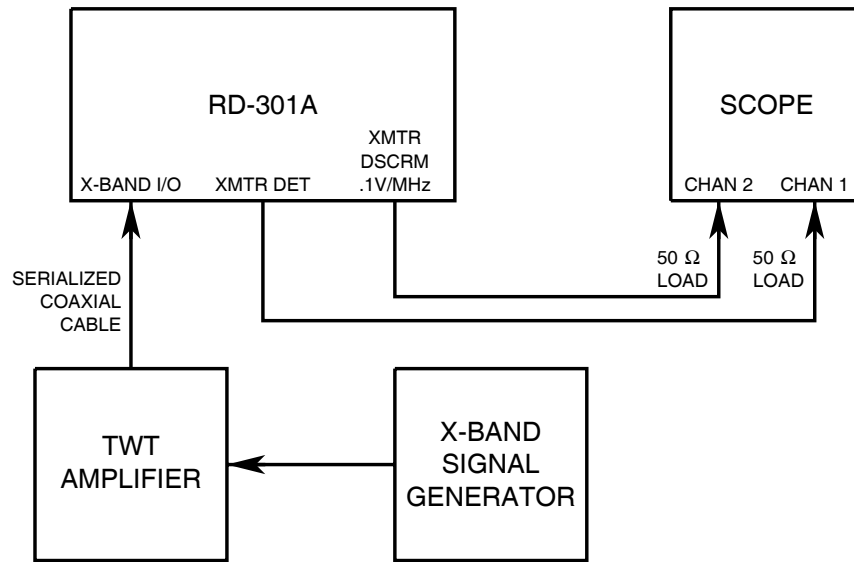 RD-301A
X-BAND I/O
XMTR DET
XMTR
DSCRM
.1V/MHz
SCOPE
CHAN 2
CHAN 1
50 Ω
LOAD
50 Ω
LOAD
SERIALIZED
COAXIAL
CABLE
TWT
AMPLIFIER
X-BAND
SIGNAL
GENERATOR